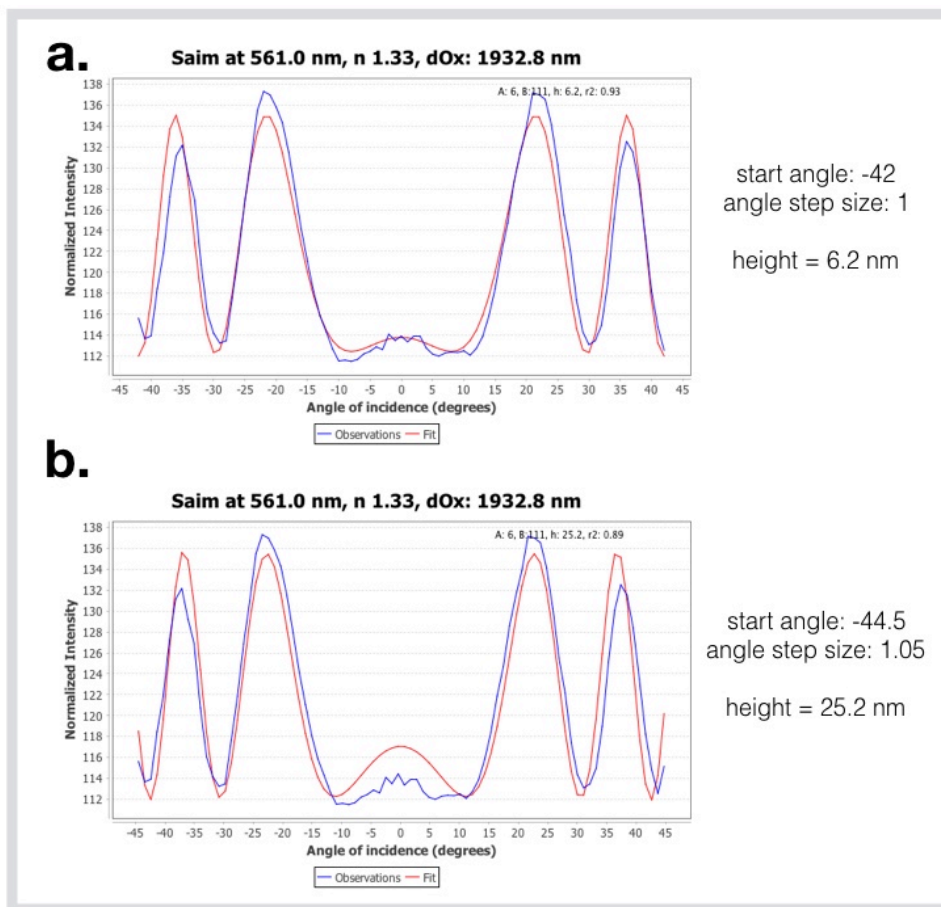 a.
Saim at 561.0 nm, n 1.33, dOx: 1932.8 nm
A: 6, B:111, h: 6.2, r2: 0.93
Normalized Intensity
138
136
134
132
130
128
126
124
122
120
118
116
114
112
-45 -40 -35 -30 -25 -20 -15 -10 -5 0 5 10 15 20 25 30 35 40 45
Angle of incidence (degrees)
Observations Fit
start angle: -42
angle step size: 1
height = 6.2 nm
b.
Saim at 561.0 nm, n 1.33, dOx: 1932.8 nm
A: 6, B:111, h: 25.2, r2: 0.89
Normalized Intensity
138
136
134
132
130
128
126
124
122
120
118
116
114
112
-45 -40 -35 -30 -25 -20 -15 -10 -5 0 5 10 15 20 25 30 35 40 45
Angle of incidence (degrees)
Observations Fit
start angle: -44.5
angle step size: 1.05
height = 25.2 nm